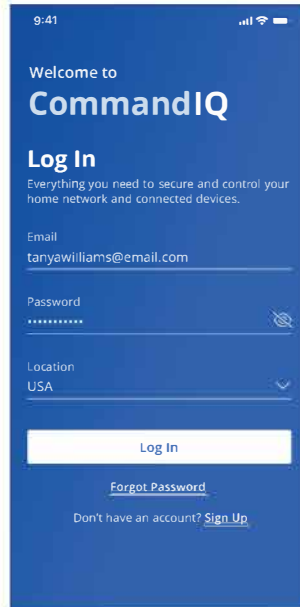 9:41
Welcome to
CommandIQ
Log In
Everything you need to secure and control your
home network and connected devices.
Email
tanyawilliams@email.com
Password
•••••••••••
Location
USA
Log In
Forgot Password
Don't have an account? Sign Up